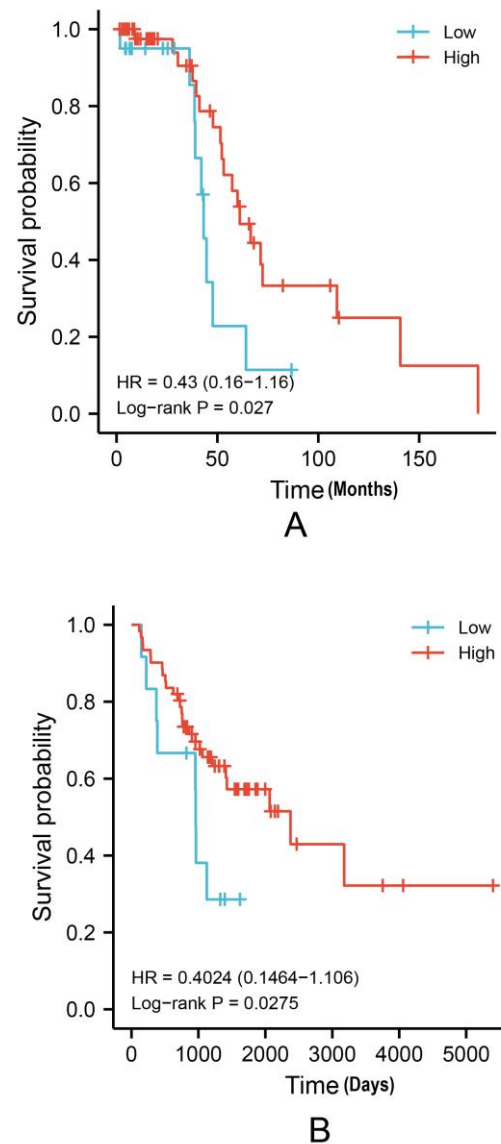 1.0
0.8
0.6
0.4
0.2
0.0
Survival probability
Low
High
HR = 0.43 (0.16−1.16)
Log−rank P = 0.027
0 50 100 150
Time (Months)
A
1.0
0.8
0.6
0.4
0.2
0.0
Survival probability
Low
High
HR = 0.4024 (0.1464−1.106)
Log−rank P = 0.0275
0 1000 2000 3000 4000 5000
Time (Days)
B